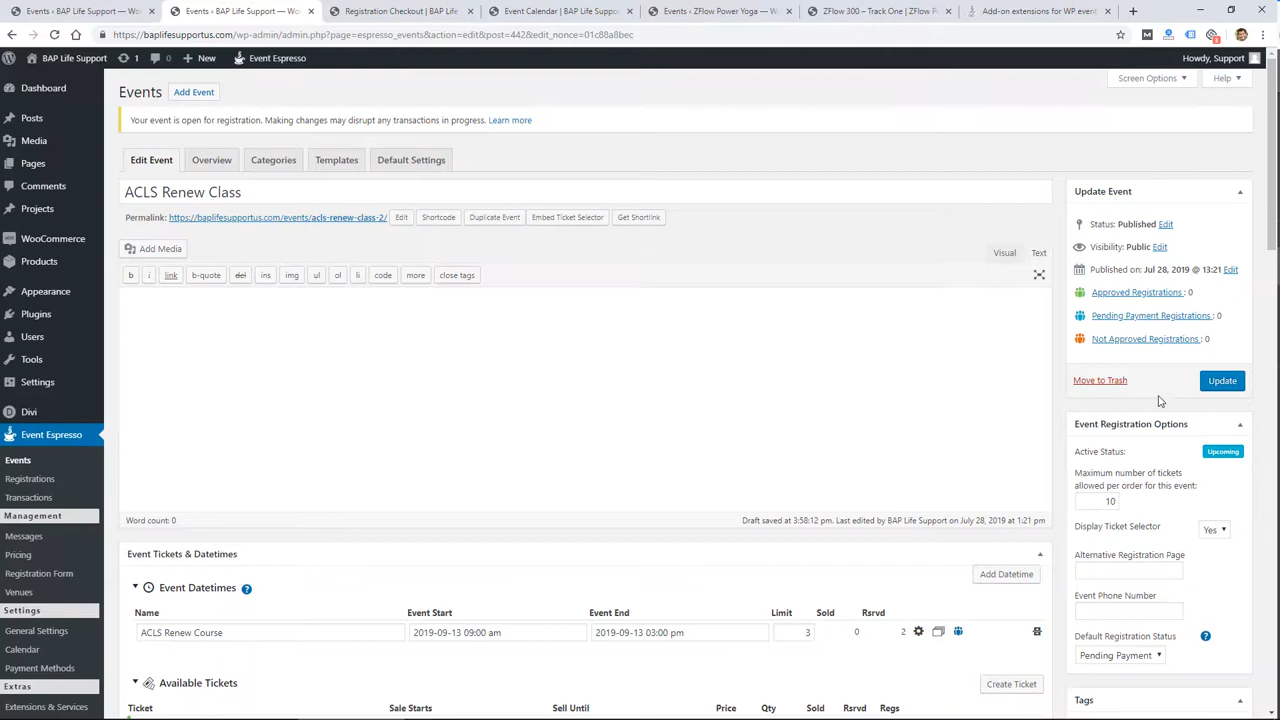 Events ‹ BAP Life Support — Wo
Events ‹ BAP Life Support — Wo
Registration Checkout | BAP Life
Event Calendar | BAP Life Suppo
Events ‹ ZFlow Power Yoga — W
ZFlow 300 – Track One | ZFlow P
Add-on extensions for WP event
https://baplifesupportus.com/wp-admin/admin.php?page=espresso_events&action=edit&post=442&edit_nonce=01c88a8bec
BAP Life Support 1 0 New Event Espresso Howdy, Support
Screen Options Help
Dashboard
Posts
Media
Pages
Comments
Projects
WooCommerce
Products
Appearance
Plugins
Users
Tools
Settings
Divi
Event Espresso
Events
Registrations
Transactions
Management
Messages
Pricing
Registration Form
Venues
Settings
General Settings
Calendar
Payment Methods
Extras
Extensions & Services
Events Add Event
Your event is open for registration. Making changes may disrupt any transactions in progress. Learn more
Edit Event Overview Categories Templates Default Settings
ACLS Renew Class
Permalink: https://baplifesupportus.com/events/acls-renew-class-2/ Edit Shortcode Duplicate Event Embed Ticket Selector Get Shortlink
Add Media Visual Text
b i link b-quote del ins img ul ol li code more close tags
Word count: 0 Draft saved at 3:58:12 pm. Last edited by BAP Life Support on July 28, 2019 at 1:21 pm
Event Tickets & Datetimes
Event Datetimes ? Add Datetime
Name Event Start Event End Limit Sold Rsrvd
ACLS Renew Course 2019-09-13 09:00 am 2019-09-13 03:00 pm 3 0 2
Available Tickets Create Ticket
Ticket Sale Starts Sell Until Price Qty Sold Rsrvd Regs
Update Event
Status: Published Edit
Visibility: Public Edit
Published on: Jul 28, 2019 @ 13:21 Edit
Approved Registrations : 0
Pending Payment Registrations : 0
Not Approved Registrations : 0
Move to Trash Update
Event Registration Options
Active Status: Upcoming
Maximum number of tickets
allowed per order for this event:
10
Display Ticket Selector Yes
Alternative Registration Page
Event Phone Number
Default Registration Status ?
Pending Payment
Tags